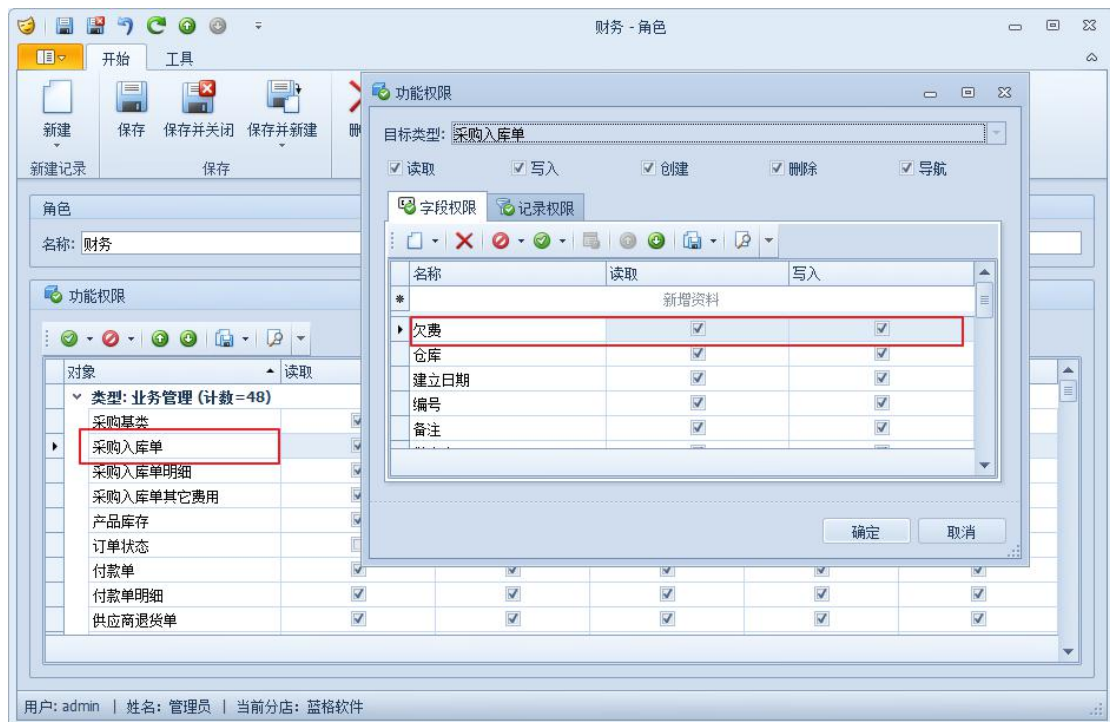 财务 - 角色
开始 工具
新建 保存 保存并关闭 保存并新建
新建记录 保存
角色
名称: 财务
功能权限
对象 读取
类型: 业务管理 (计数=48)
采购基类
采购入库单
采购入库单明细
采购入库单其它费用
产品库存
订单状态
付款单
付款单明细
供应商退货单
功能权限
目标类型: 采购入库单
读取 写入 创建 删除 导航
字段权限 记录权限
名称 读取 写入
新增资料
欠费
仓库
建立日期
编号
备注
确定 取消
用户: admin | 姓名: 管理员 | 当前分店: 蓝格软件